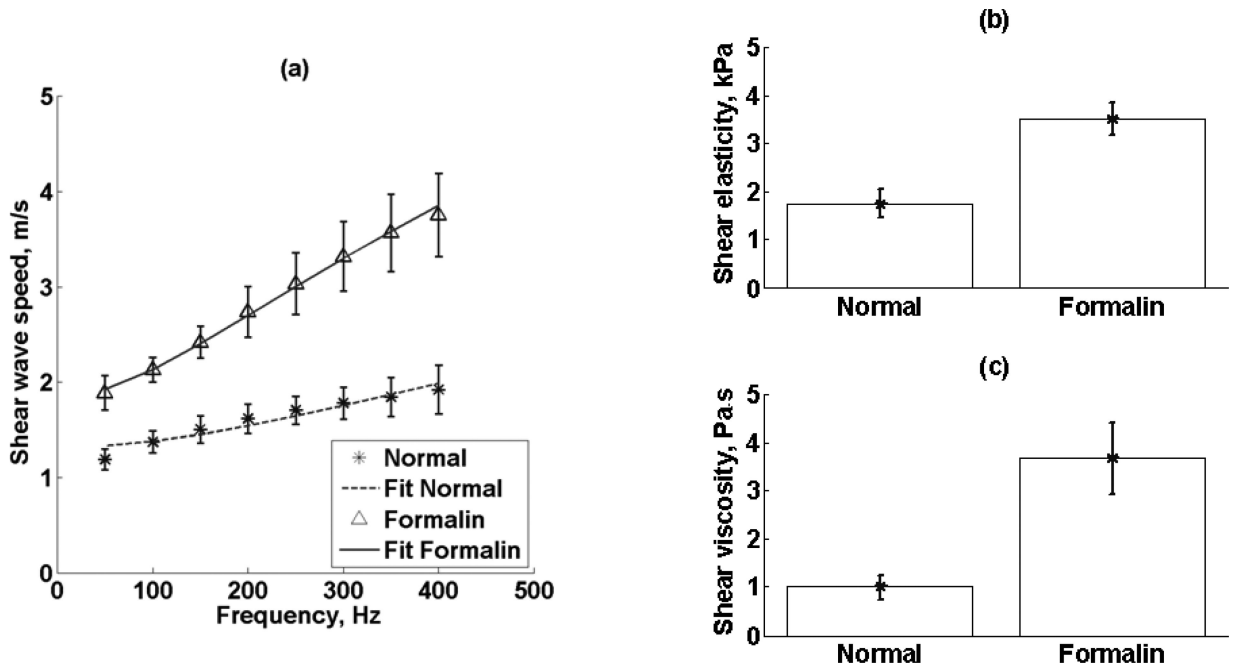 (a)
Shear wave speed, m/s
5
4
3
2
1
0
0 100 200 300 400 500
Frequency, Hz
Normal
Fit Normal
Formalin
Fit Formalin
(b)
Shear elasticity, kPa
5
4
3
2
1
0
Normal Formalin
(c)
Shear viscosity, Pa·s
5
4
3
2
1
0
Normal Formalin